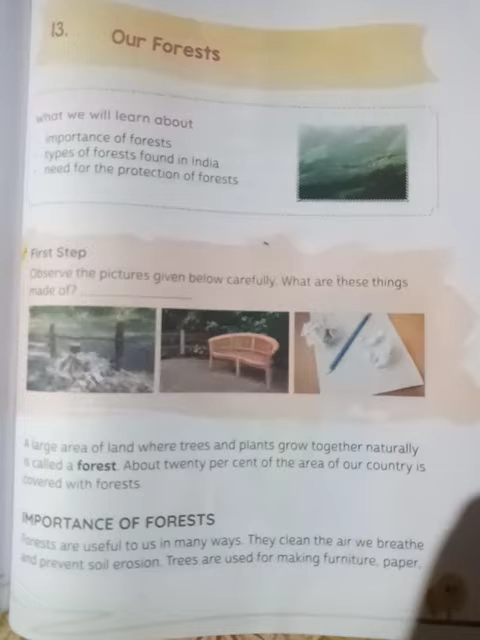 13.
Our Forests
What we will learn about
importance of forests
types of forests found in India
need for the protection of forests
First Step
Observe the pictures given below carefully. What are these things
made of?
A large area of land where trees and plants grow together naturally
is called a forest. About twenty per cent of the area of our country is
covered with forests
IMPORTANCE OF FORESTS
Forests are useful to us in many ways. They clean the air we breathe
and prevent soil erosion. Trees are used for making furniture, paper,